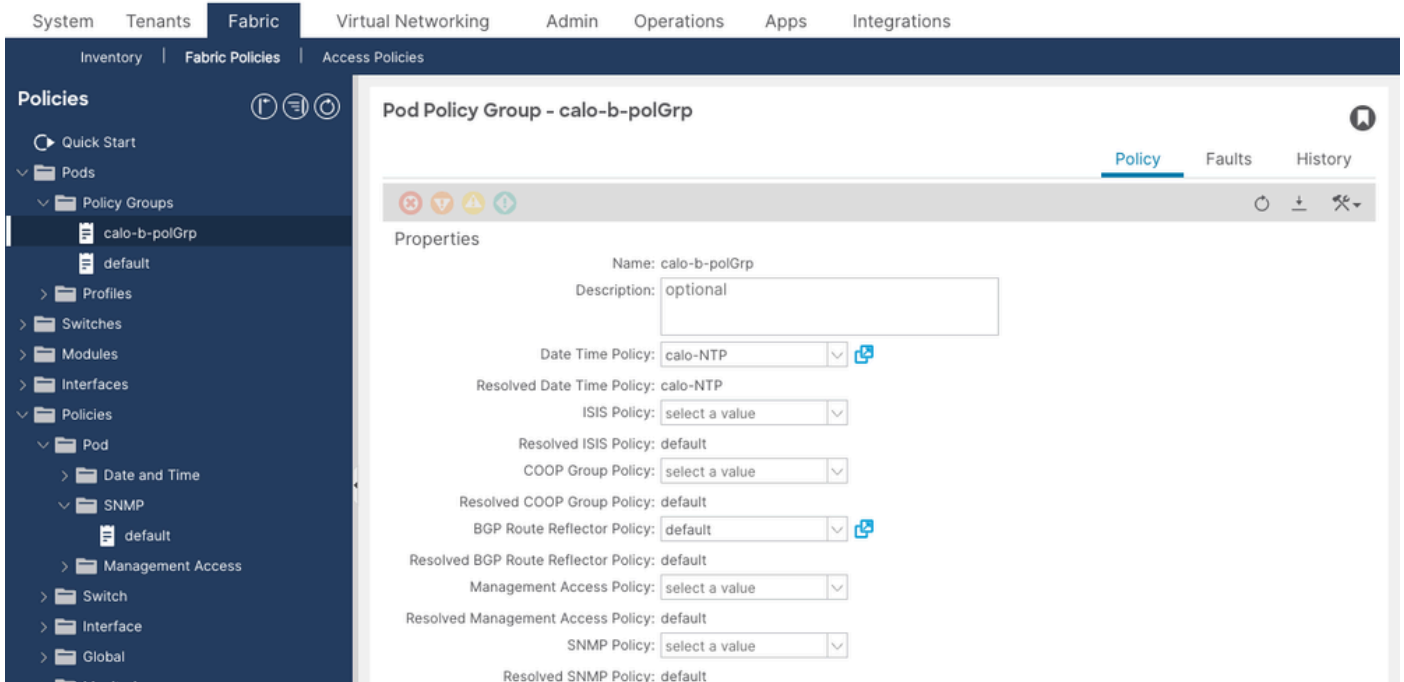 System Tenants Fabric Virtual Networking Admin Operations Apps Integrations
Inventory | Fabric Policies | Access Policies
Policies
Quick Start
Pods
Policy Groups
calo-b-polGrp
default
Profiles
Switches
Modules
Interfaces
Policies
Pod
Date and Time
SNMP
default
Management Access
Switch
Interface
Global
Pod Policy Group - calo-b-polGrp
Policy Faults History
Properties
Name: calo-b-polGrp
Description: optional
Date Time Policy: calo-NTP
Resolved Date Time Policy: calo-NTP
ISIS Policy: select a value
Resolved ISIS Policy: default
COOP Group Policy: select a value
Resolved COOP Group Policy: default
BGP Route Reflector Policy: default
Resolved BGP Route Reflector Policy: default
Management Access Policy: select a value
Resolved Management Access Policy: default
SNMP Policy: select a value
Resolved SNMP Policy: default